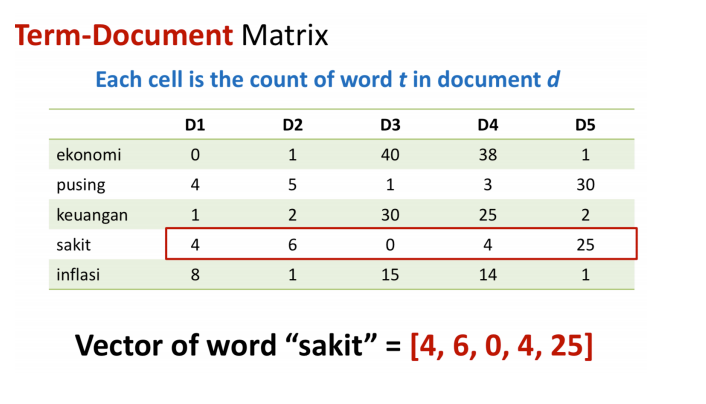 Term-Document Matrix
Each cell is the count of word t in document d
D1 D2 D3 D4 D5
ekonomi 0 1 40 38 1
pusing 4 5 1 3 30
keuangan 1 2 30 25 2
sakit 4 6 0 4 25
inflasi 8 1 15 14 1
Vector of word “sakit” = [4, 6, 0, 4, 25]